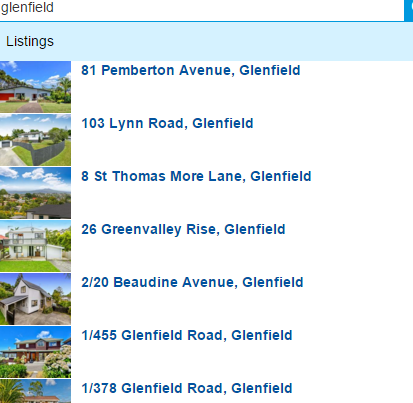 glenfield
Listings
81 Pemberton Avenue, Glenfield
103 Lynn Road, Glenfield
8 St Thomas More Lane, Glenfield
26 Greenvalley Rise, Glenfield
2/20 Beaudine Avenue, Glenfield
1/455 Glenfield Road, Glenfield
1/378 Glenfield Road, Glenfield